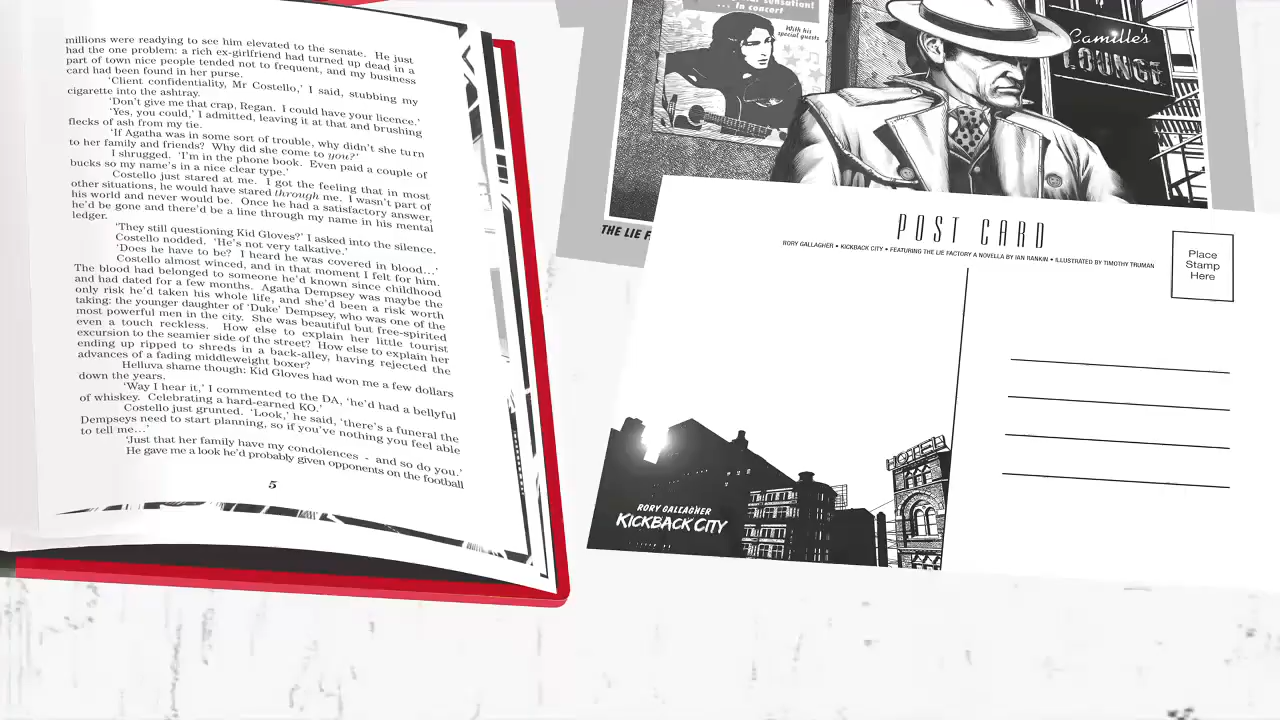 millions were readying to see him elevated to the senate. He just
had the one problem: a rich ex-girlfriend had turned up dead in a
part of town nice people tended not to frequent, and my business
card had been found in her purse.
‘Client confidentiality, Mr Costello,’ I said, stubbing my
cigarette into the ashtray.
‘Don’t give me that crap, Regan. I could have your licence.’
‘Yes, you could,’ I admitted, leaving it at that and brushing
flecks of ash from my tie.
‘If Agatha was in some sort of trouble, why didn’t she turn
to her family and friends? Why did she come to you?’
I shrugged. ‘I’m in the phone book. Even paid a couple of
bucks so my name’s in a nice clear type.’
Costello just stared at me. I got the feeling that in most
other situations, he would have stared through me. I wasn’t part of
his world and never would be. Once he had a satisfactory answer,
he’d be gone and there’d be a line through my name in his mental
ledger.
‘They still questioning Kid Gloves?’ I asked into the silence.
Costello nodded. ‘He’s not very talkative.’
‘Does he have to be? I heard he was covered in blood…’
Costello almost winced, and in that moment I felt for him.
The blood had belonged to someone he’d known since childhood
and had dated for a few months. Agatha Dempsey was maybe the
only risk he’d taken his whole life, and she’d been a risk worth
taking: the younger daughter of ‘Duke’ Dempsey, who was one of the
most powerful men in the city. She was beautiful but free-spirited
even a touch reckless. How else to explain her little tourist
excursion to the seamier side of the street? How else to explain her
ending up ripped to shreds in a back-alley, having rejected the
advances of a fading middleweight boxer?
Helluva shame though: Kid Gloves had won me a few dollars
down the years.
‘Way I hear it,’ I commented to the DA, ‘he’d had a bellyful
of whiskey. Celebrating a hard-earned KO.’
Costello just grunted. ‘Look,’ he said, ‘there’s a funeral the
Dempseys need to start planning, so if you’ve nothing you feel able
to tell me…’
‘Just that her family have my condolences - and so do you.’
He gave me a look he’d probably given opponents on the football
5
sensation!
... in concert
With his
special guests
Camille's
LOUNGE
THE LIE F
POST CARD
RORY GALLAGHER • KICKBACK CITY • FEATURING THE LIE FACTORY A NOVELLA BY IAN RANKIN • ILLUSTRATED BY TIMOTHY TRUMAN
Place
Stamp
Here
HOTEL
RORY GALLAGHER
KICKBACK CITY